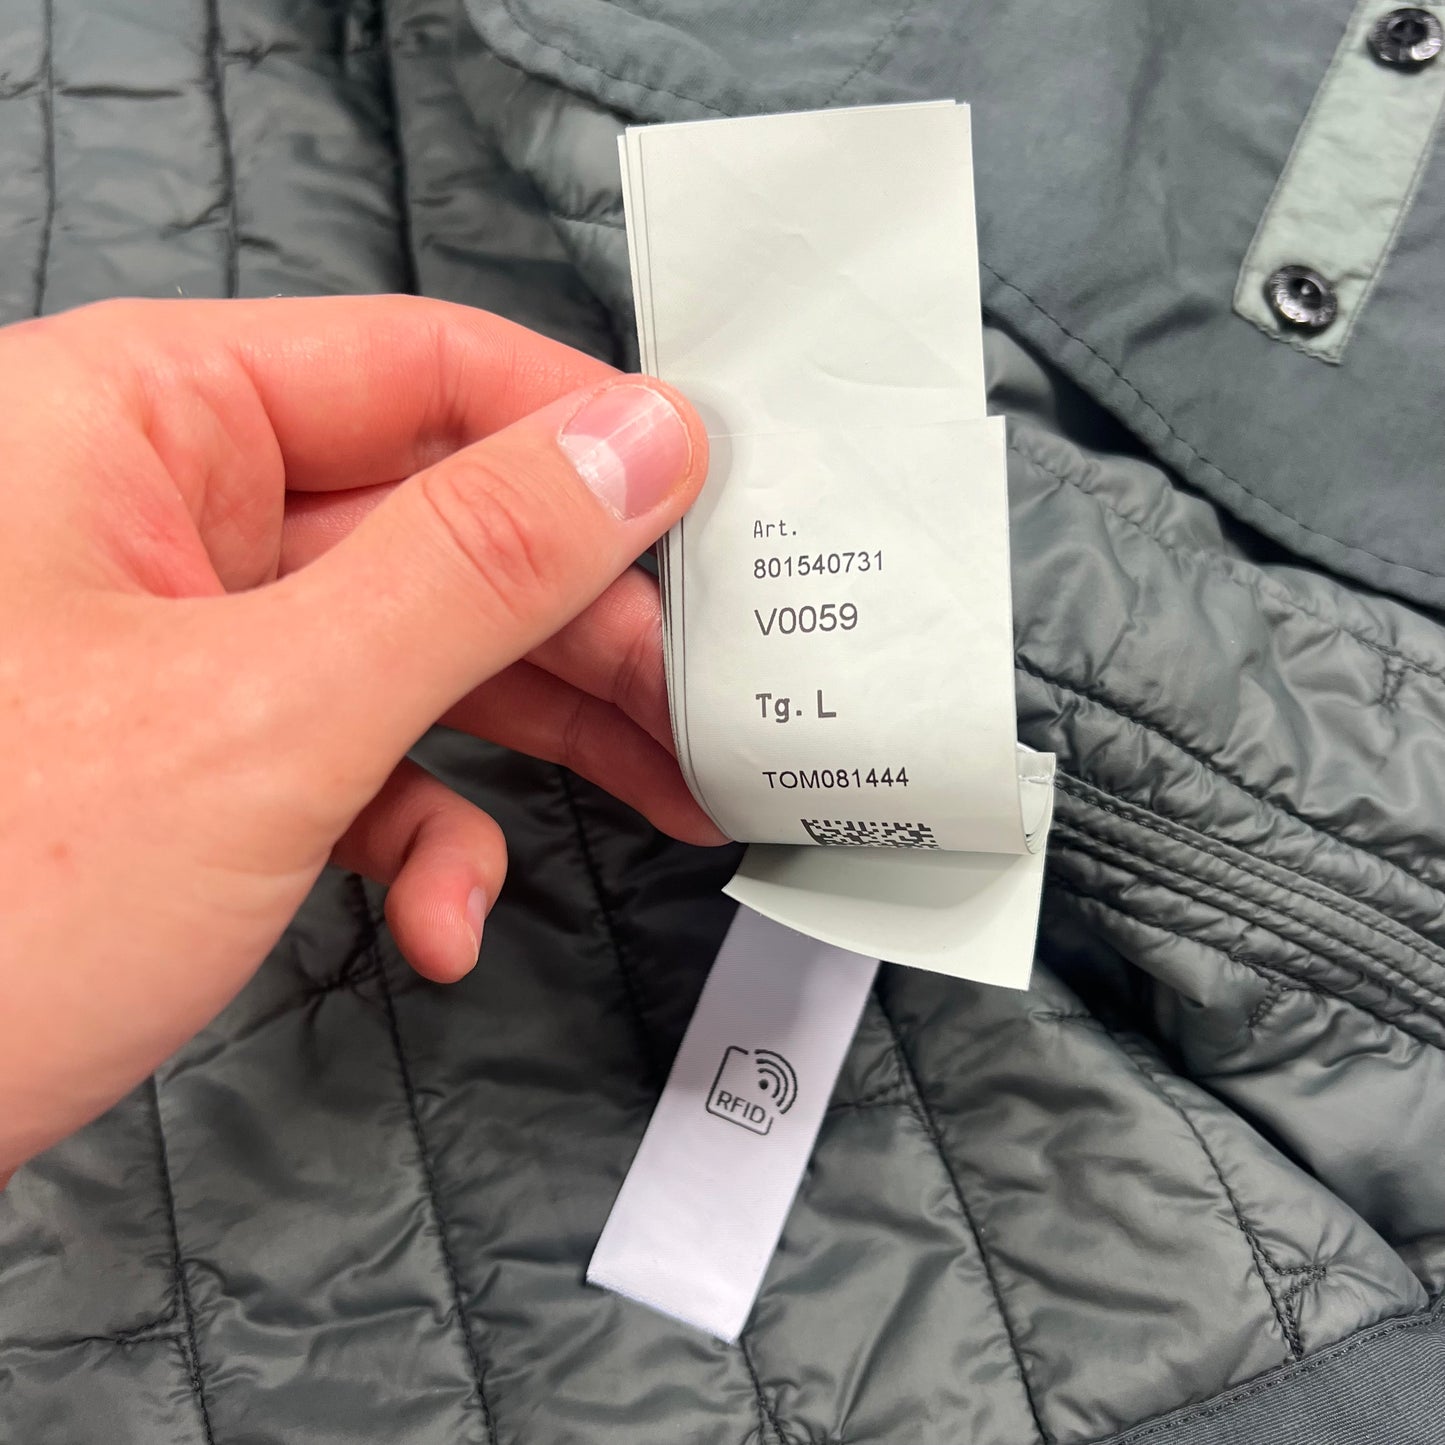 Art.
801540731
V0059
Tg. L
TOM081444
RFID